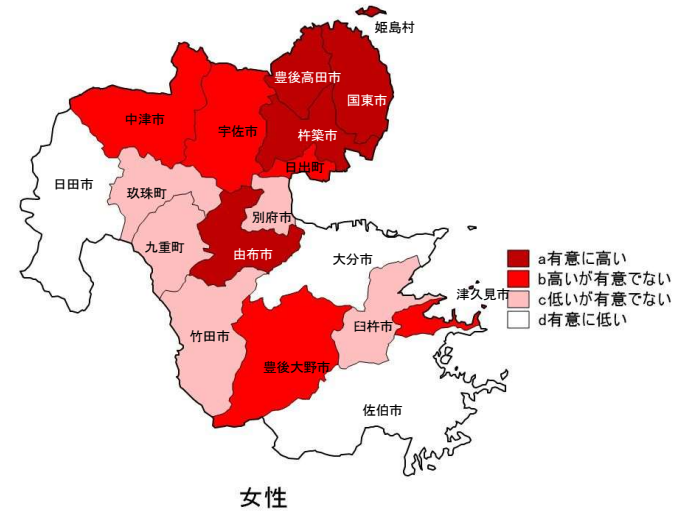 姫島村
豊後高田市
国東市
中津市
宇佐市
杵築市
日出町
日田市
玖珠町
別府市
九重町
由布市
大分市
a有意に高い
b高いが有意でない
津久見市
c低いが有意でない
d有意に低い
臼杵市
竹田市
豊後大野市
佐伯市
女性